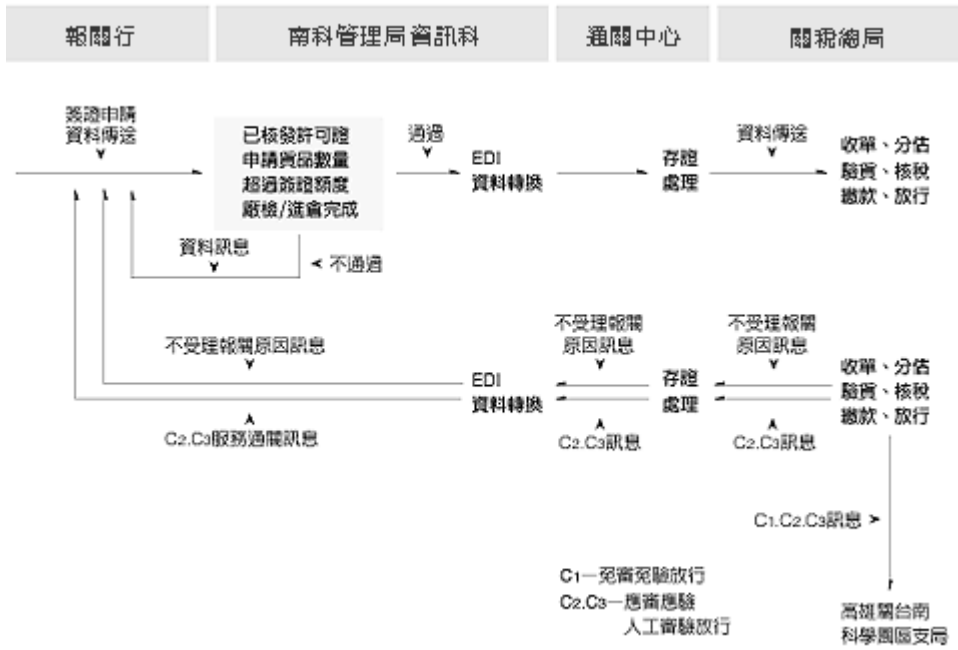 報關行
南科管理局資訊科
通關中心
關稅總局
簽證申請
資料傳送
已核發許可證
申請貨品數量
超過簽證額度
廠檢/進倉完成
通過
EDI
資料轉換
存證
處理
資料傳送
收單、分估
驗貨、核稅
繳款、放行
資料訊息
不通過
不受理報關原因訊息
EDI
資料轉換
不受理報關
原因訊息
存證
處理
不受理報關
原因訊息
收單、分估
驗貨、核稅
繳款、放行
C2.C3服務通關訊息
C2.C3訊息
C2.C3訊息
C1.C2.C3訊息
C1—免審免驗放行
C2.C3—應審應驗
人工審驗放行
高雄關台南
科學園區支局